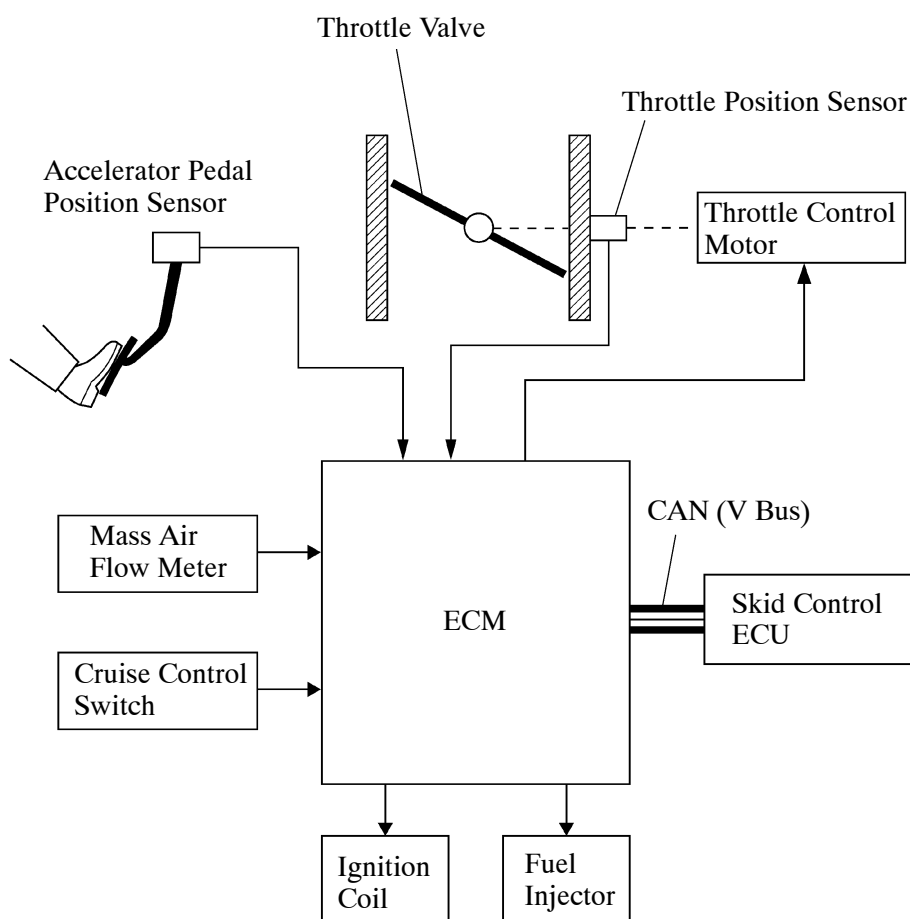 Throttle Valve
Throttle Position Sensor
Accelerator Pedal
Position Sensor
Throttle Control
Motor
CAN (V Bus)
Mass Air
Flow Meter
ECM
Skid Control
ECU
Cruise Control
Switch
Ignition
Coil
Fuel
Injector